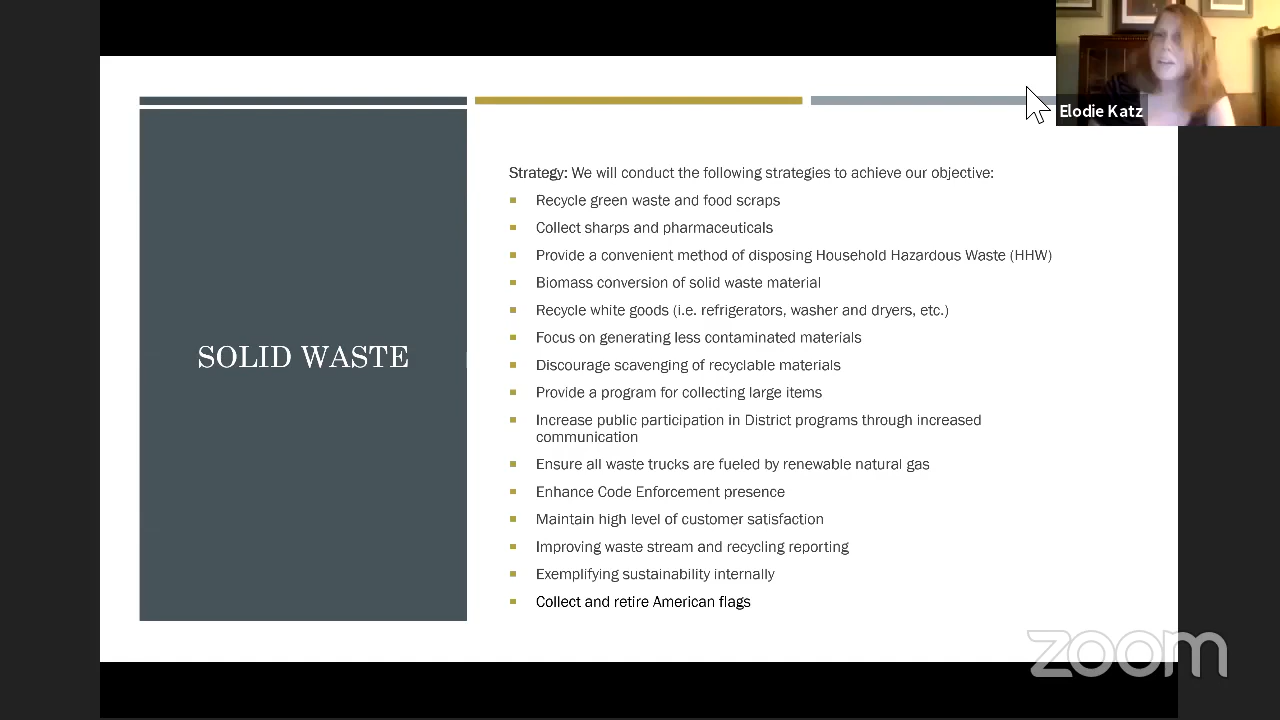 Elodie Katz
SOLID WASTE
Strategy: We will conduct the following strategies to achieve our objective:
Recycle green waste and food scraps
Collect sharps and pharmaceuticals
Provide a convenient method of disposing Household Hazardous Waste (HHW)
Biomass conversion of solid waste material
Recycle white goods (i.e. refrigerators, washer and dryers, etc.)
Focus on generating less contaminated materials
Discourage scavenging of recyclable materials
Provide a program for collecting large items
Increase public participation in District programs through increased
communication
Ensure all waste trucks are fueled by renewable natural gas
Enhance Code Enforcement presence
Maintain high level of customer satisfaction
Improving waste stream and recycling reporting
Exemplifying sustainability internally
Collect and retire American flags
zoom